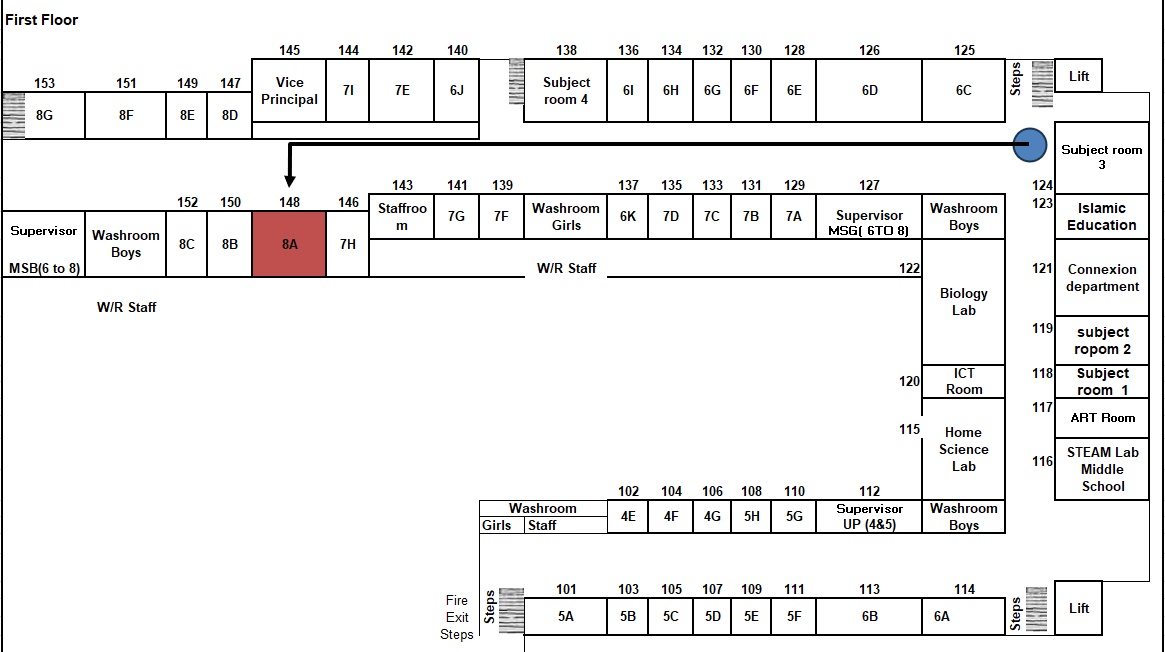 First Floor
145 144 142 140 138 136 134 132 130 128 126 125
Steps
Lift
153 151 149 147
Vice
Principal
7I 7E 6J
Subject
room 4
6I 6H 6G 6F 6E 6D 6C
8G 8F 8E 8D
Subject room
3
124
143 141 139 137 135 133 131 129 127
123
152 150 148 146
Staffroo
m
7G 7F
Washroom
Girls
6K 7D 7C 7B 7A
Supervisor
MSG( 6TO 8)
Washroom
Boys
Islamic
Education
Supervisor
MSB(6 to 8)
Washroom
Boys
8C 8B 8A 7H
W/R Staff
122
121
Connexion
department
Biology
Lab
W/R Staff
119
subject
ropom 2
120
ICT
Room
118
Subject
room 1
117
ART Room
115
Home
Science
Lab
116
STEAM Lab
Middle
School
102 104 106 108 110 112
Washroom
Girls Staff
4E 4F 4G 5H 5G
Supervisor
UP (4&5)
Washroom
Boys
101 103 105 107 109 111 113 114
Fire
Exit
Steps
Steps
5A 5B 5C 5D 5E 5F 6B 6A
Steps
Lift